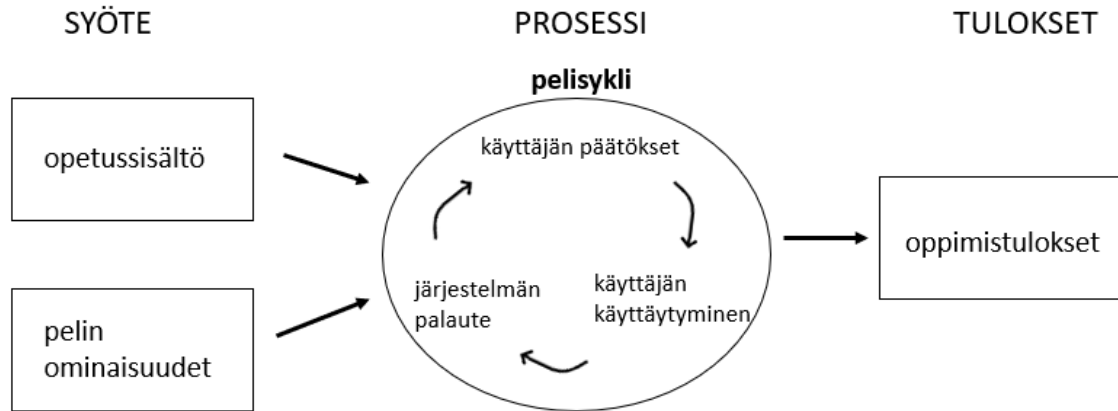 SYÖTE
PROSESSI
TULOKSET
pelisykli
opetussisältö
pelin
ominaisuudet
käyttäjän päätökset
käyttäjän
käyttäytyminen
järjestelmän
palaute
oppimistulokset